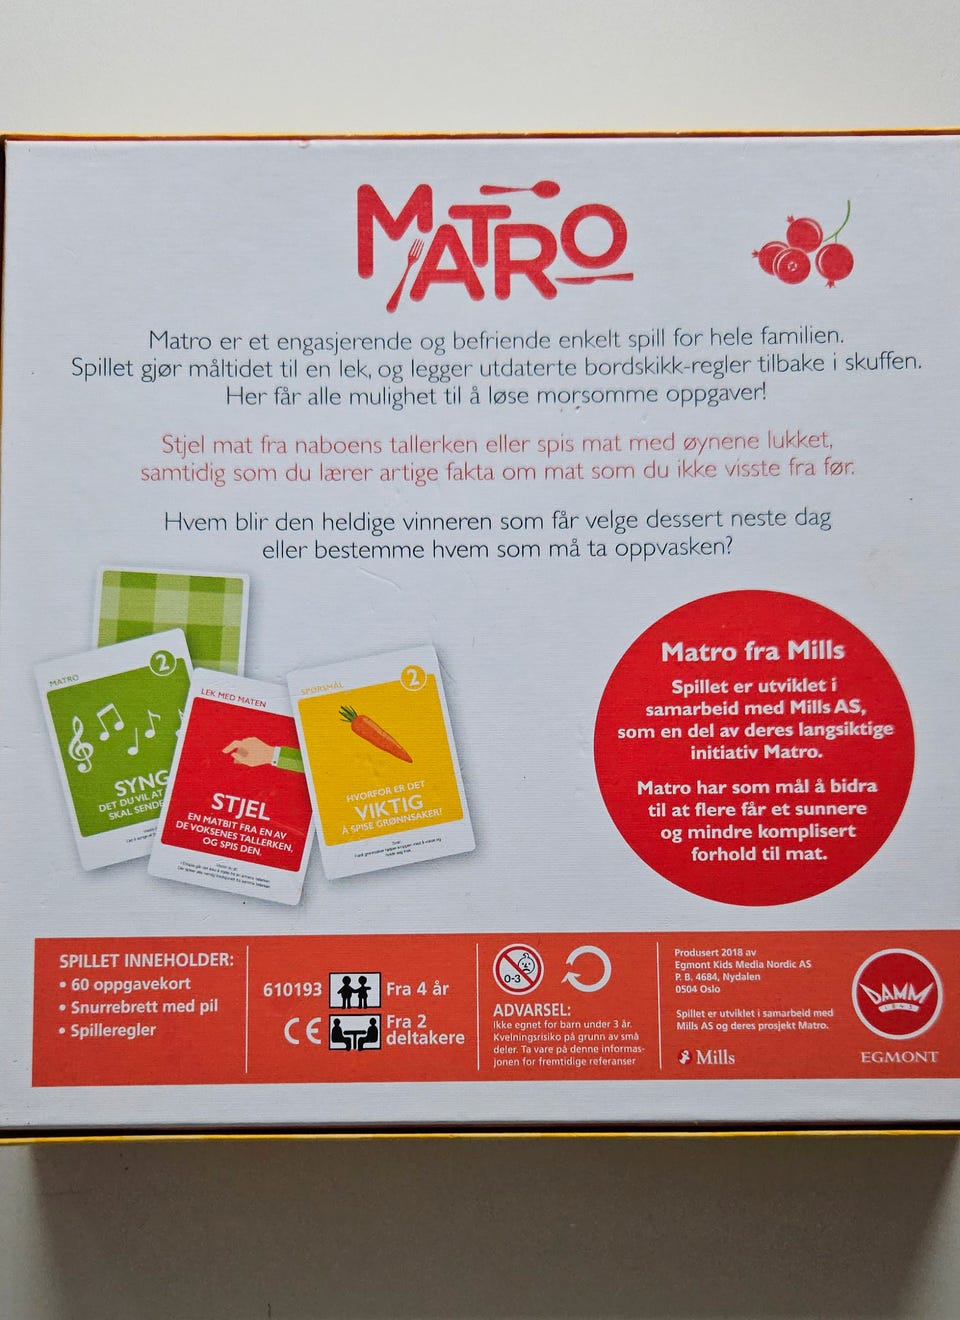 MATRO
Matro er et engasjerende og befriende enkelt spill for hele familien.
Spillet gjør måltidet til en lek, og legger utdaterte bordskikk-regler tilbake i skuffen.
Her får alle mulighet til å løse morsomme oppgaver!
Stjel mat fra naboens tallerken eller spis mat med øynene lukket,
samtidig som du lærer artige fakta om mat som du ikke visste fra før.
Hvem blir den heldige vinneren som får velge dessert neste dag
eller bestemme hvem som må ta oppvasken?
MATRO
2
SYNG
DET DU VIL AT
SKAL SENDE
LEK MED MATEN
STJEL
EN MATBIT FRA EN AV
DE VOKSENES TALLERKEN,
OG SPIS DEN.
SPØRSMÅL
2
HVORFOR ER DET
VIKTIG
Å SPISE GRØNNSAKER?
Matro fra Mills
Spillet er utviklet i
samarbeid med Mills AS,
som en del av deres langsiktige
initiativ Matro.
Matro har som mål å bidra
til at flere får et sunnere
og mindre komplisert
forhold til mat.
SPILLET INNEHOLDER:
• 60 oppgavekort
• Snurrebrett med pil
• Spilleregler
610193
Fra 4 år
CE
Fra 2
deltakere
0-3
ADVARSEL:
Ikke egnet for barn under 3 år.
Kvelningsrisiko på grunn av små
deler. Ta vare på denne informas-
jonen for fremtidige referanser
Produsert 2018 av
Egmont Kids Media Nordic AS
P. B. 4684, Nydalen
0504 Oslo
Spillet er utviklet i samarbeid med
Mills AS og deres prosjekt Matro.
Mills
DAMM
EGMONT